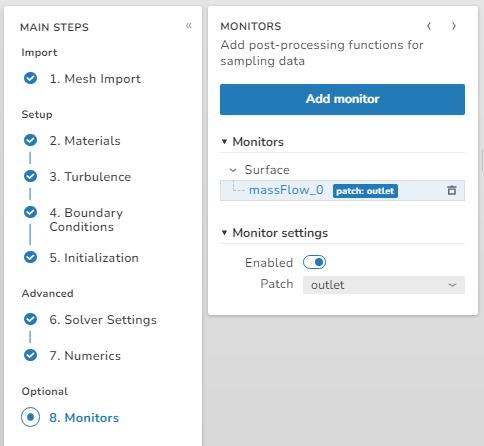 MAIN STEPS
Import
1. Mesh Import
Setup
2. Materials
3. Turbulence
4. Boundary
Conditions
5. Initialization
Advanced
6. Solver Settings
7. Numerics
Optional
8. Monitors
MONITORS
Add post-processing functions for
sampling data
Add monitor
Monitors
Surface
massFlow_0 patch: outlet
Monitor settings
Enabled
Patch outlet